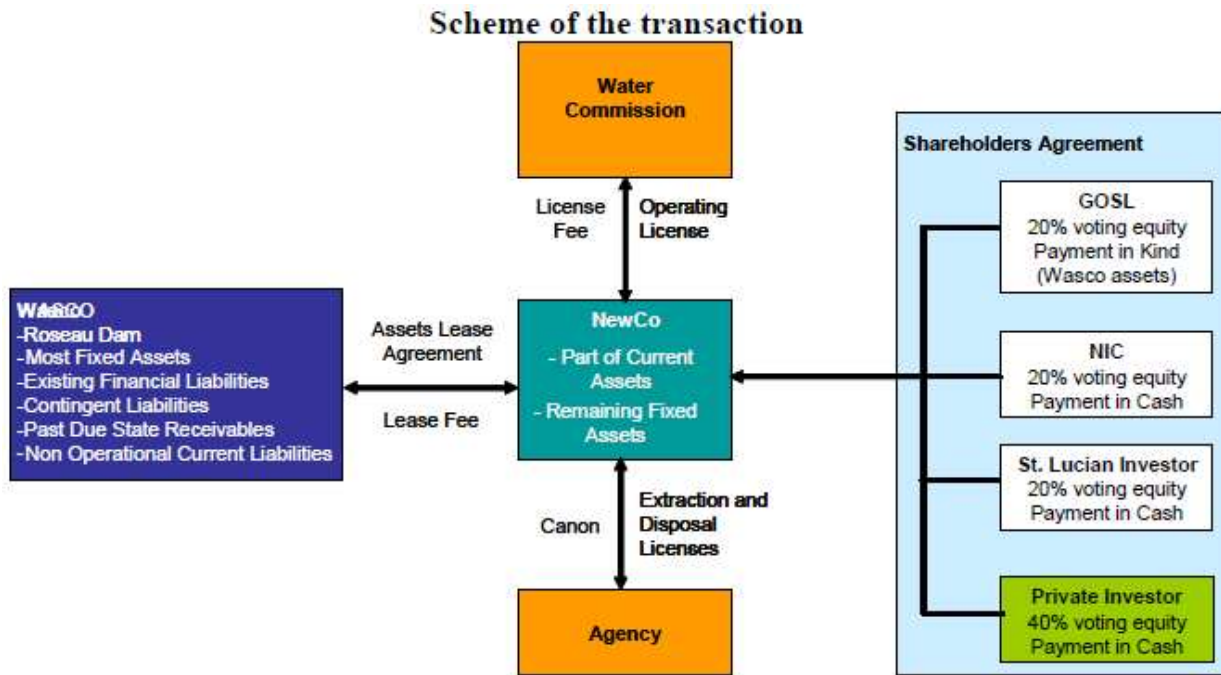 Scheme of the transaction
Water
Commission
License
Fee
Operating
License
Shareholders Agreement
GOSL
20% voting equity
Payment in Kind
(Wasco assets)
NIC
20% voting equity
Payment in Cash
St. Lucian Investor
20% voting equity
Payment in Cash
Private Investor
40% voting equity
Payment in Cash
-Roseau Dam
-Most Fixed Assets
-Existing Financial Liabilities
-Contingent Liabilities
-Past Due State Receivables
-Non Operational Current Liabilities
Assets Lease
Agreement
Lease Fee
NewCo
- Part of Current
Assets
- Remaining Fixed
Assets
Canon
Extraction and
Disposal
Licenses
Agency